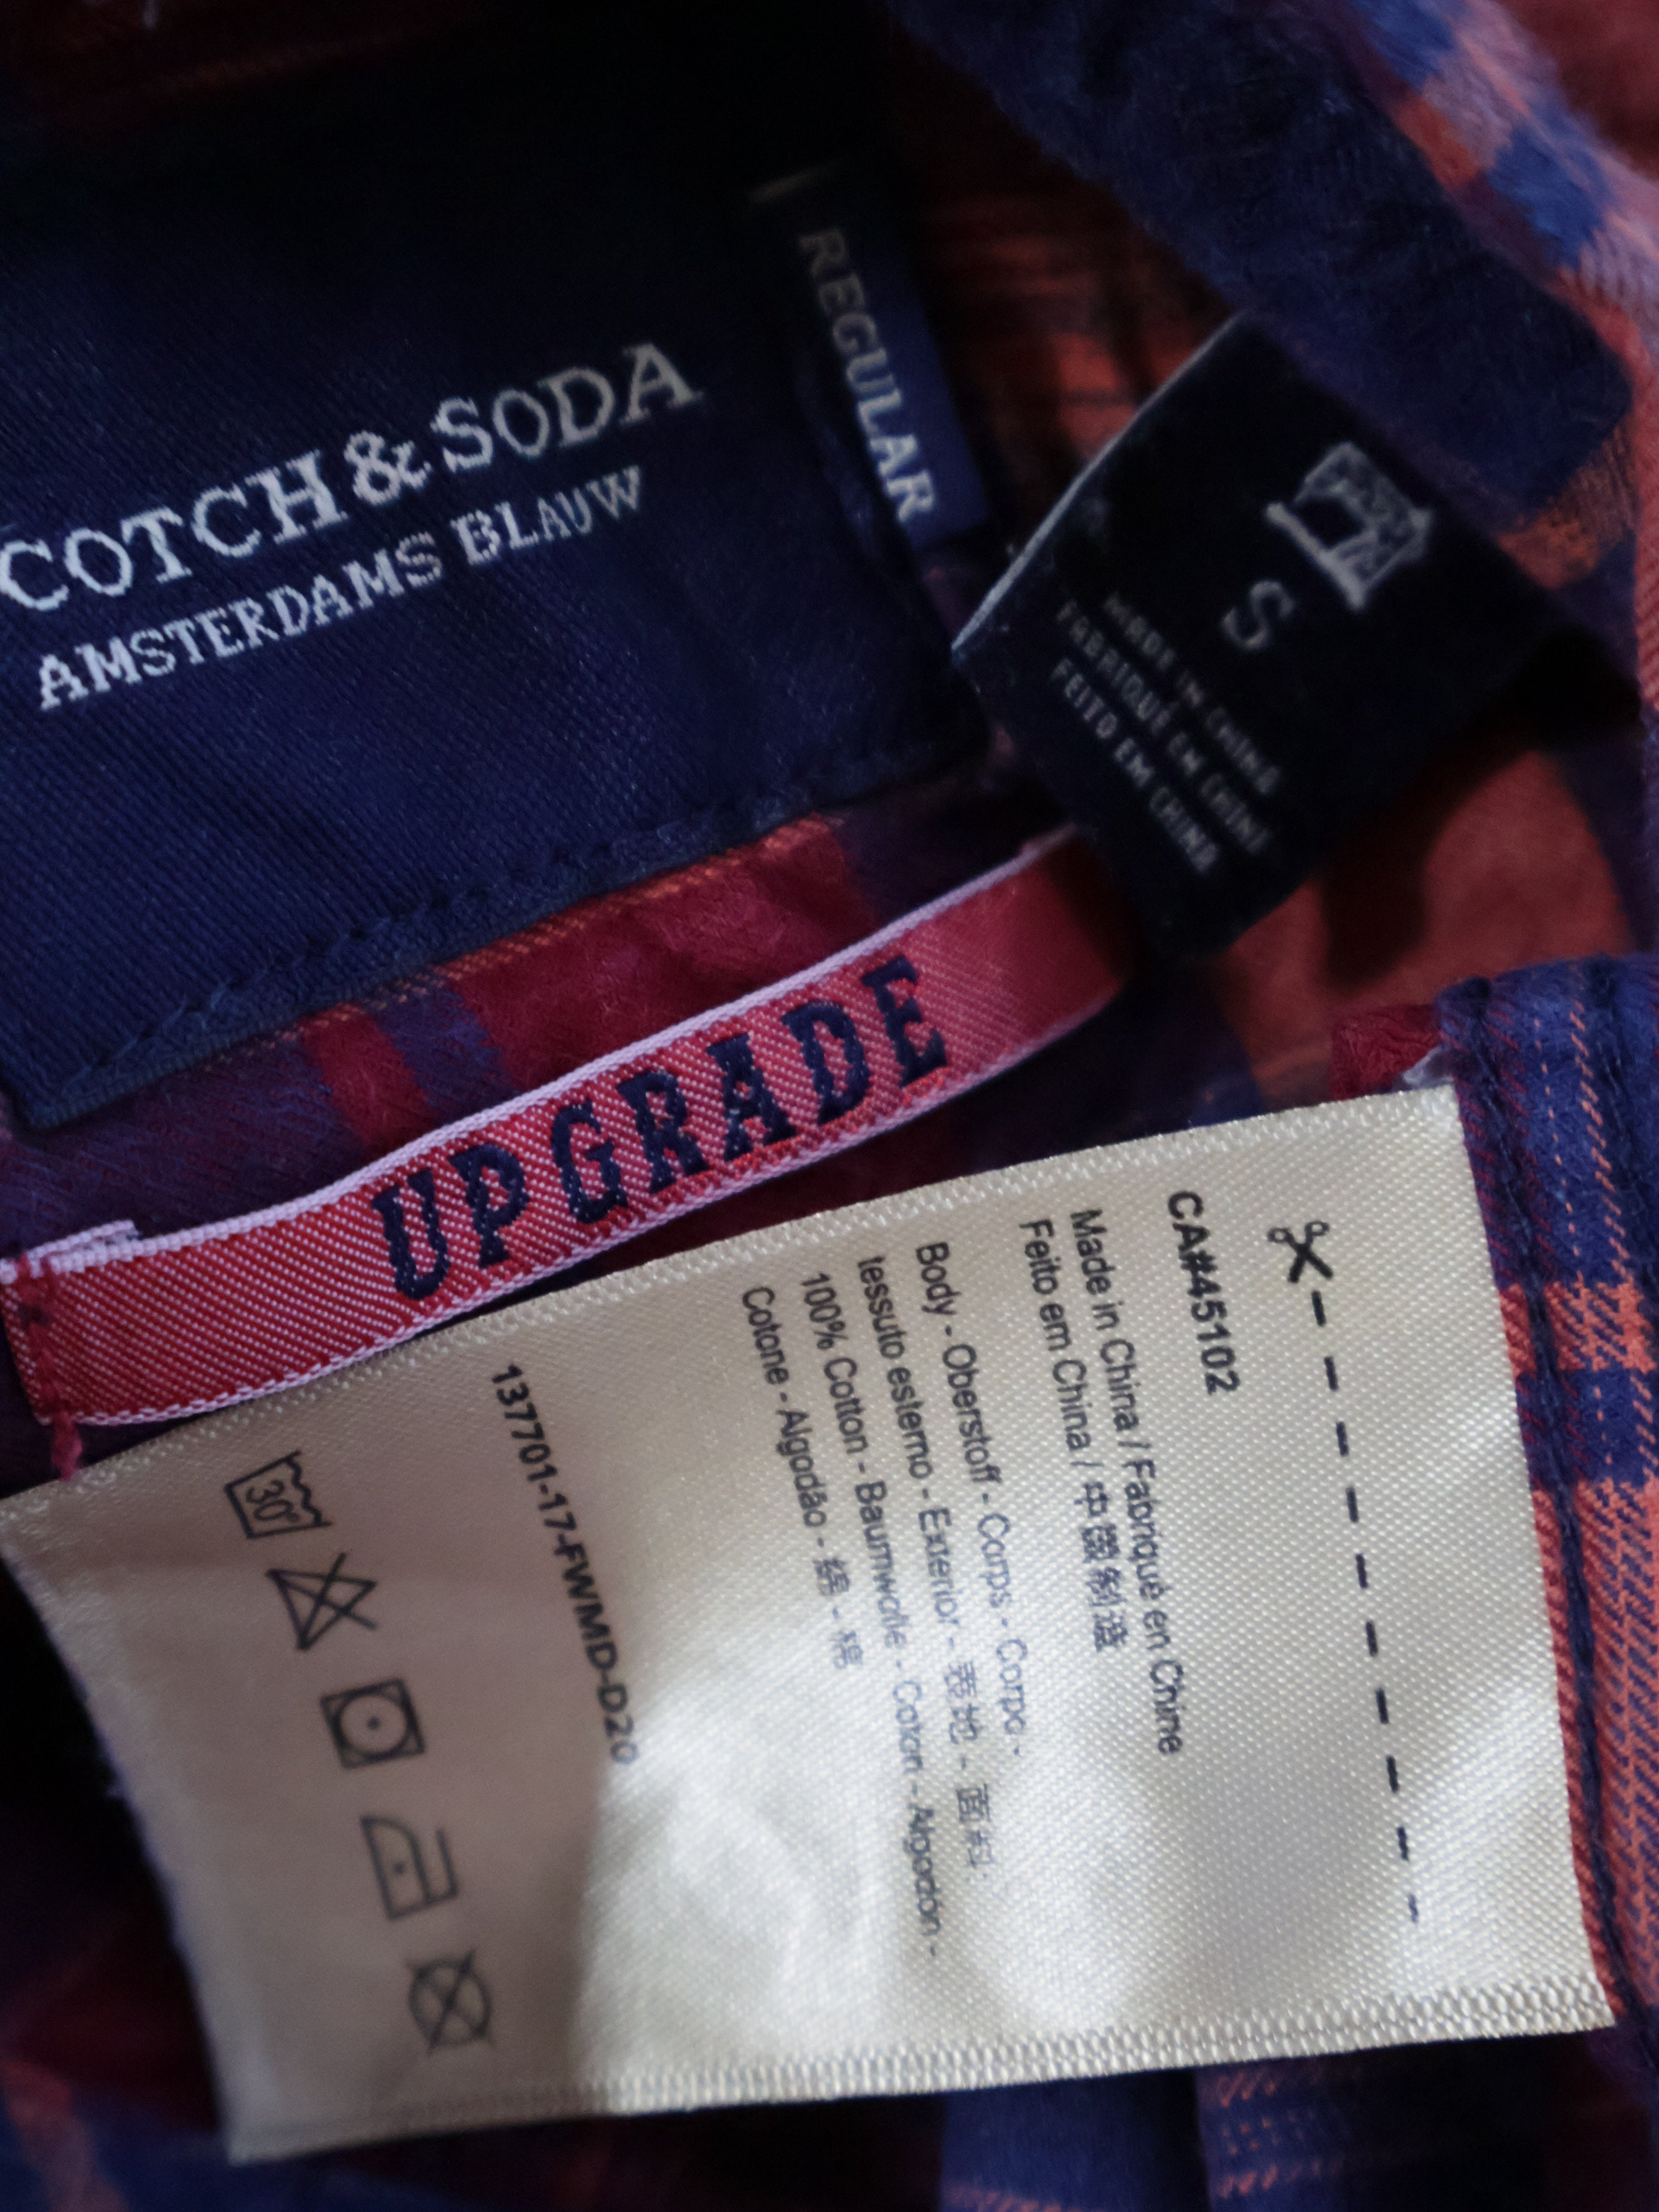 COTCH & SODA
AMSTERDAMS BLAUW
REGULAR
S
MADE IN CHINA
FABRIQUÉ EN CHINE
FEITO EM CHINA
UPGRADE
CA#45102
Made in China / Fabriqué en Chine
Feito em China / 中國制造
Body - Oberstoff - Corps - Corpo -
tessuto esterno - Exterior - 表地 - 面料:
100% Cotton - Baumwolle - Coton - Algodón -
Cotone - Algodão - 綿 - 棉
137701-17-FWMD-D20
30°